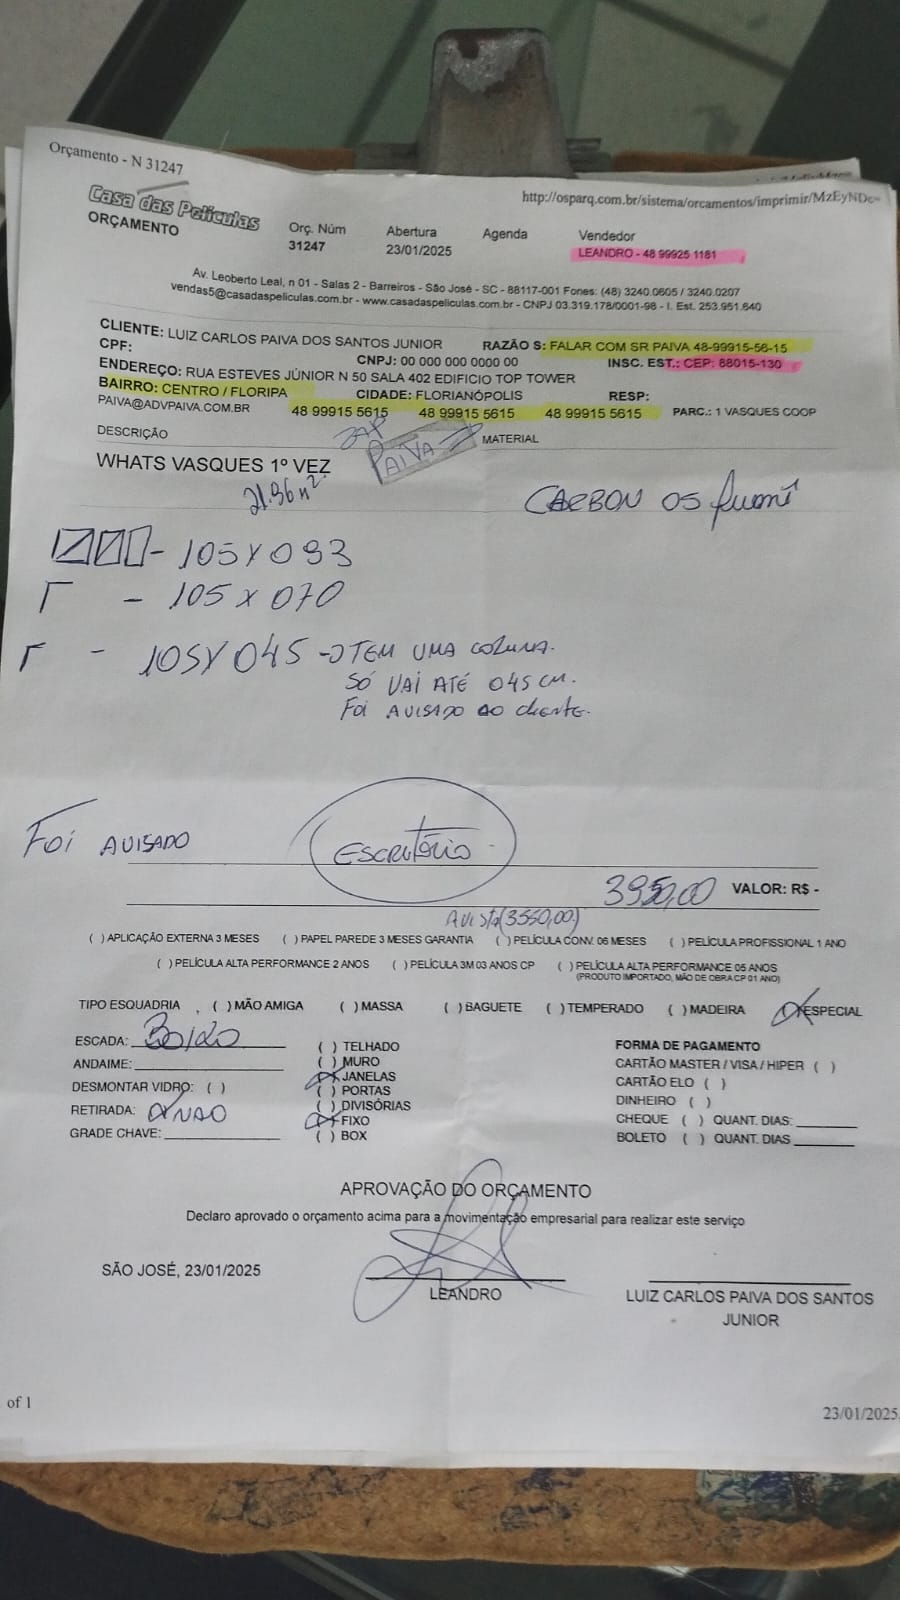 Orçamento - N 31247
http://osparq.com.br/sistema/orcamentos/imprimir/MzEyNDc=
Casa das Películas
ORÇAMENTO
Orç. Núm Abertura Agenda Vendedor
31247 23/01/2025 LEANDRO - 48 99925 1181
Av. Leoberto Leal, n 01 - Salas 2 - Barreiros - São José - SC - 88117-001 Fones: (48) 3240.0605 / 3240.0207
vendas5@casadaspeliculas.com.br - www.casadaspeliculas.com.br - CNPJ 03.319.178/0001-98 - I. Est. 253.951.640
CLIENTE: LUIZ CARLOS PAIVA DOS SANTOS JUNIOR RAZÃO S: FALAR COM SR PAIVA 48-99915-56-15
CPF: CNPJ: 00 000 000 0000 00 INSC. EST.: CEP: 88015-130
ENDEREÇO: RUA ESTEVES JÚNIOR N 50 SALA 402 EDIFICIO TOP TOWER
BAIRRO: CENTRO / FLORIPA CIDADE: FLORIANÓPOLIS RESP:
PAIVA@ADVPAIVA.COM.BR 48 99915 5615 48 99915 5615 48 99915 5615 PARC.: 1 VASQUES COOP
ZAP PAIVA
DESCRIÇÃO MATERIAL
WHATS VASQUES 1º VEZ
21.96 m²
CARBON 05 fumê
- 105 X 093
- 105 x 070
- 105 X 045 - TEM UMA COLUNA.
SÓ VAI ATÉ 045 CM.
FOI AVISADO AO cliente.
FOI AVISADO
ESCRITÓRIO
3950,00 VALOR: R$ -
AVISTA (3550,00)
( ) APLICAÇÃO EXTERNA 3 MESES ( ) PAPEL PAREDE 3 MESES GARANTIA ( ) PELÍCULA CONV. 06 MESES ( ) PELÍCULA PROFISSIONAL 1 ANO
( ) PELÍCULA ALTA PERFORMANCE 2 ANOS ( ) PELÍCULA 3M 03 ANOS CP ( ) PELÍCULA ALTA PERFORMANCE 05 ANOS
(PRODUTO IMPORTADO, MÃO DE OBRA CP 01 ANO)
TIPO ESQUADRIA , ( ) MÃO AMIGA ( ) MASSA ( ) BAGUETE ( ) TEMPERADO ( ) MADEIRA (X) ESPECIAL
ESCADA:
ANDAIME:
DESMONTAR VIDRO: ( )
RETIRADA: NAO
GRADE CHAVE:
( ) TELHADO
( ) MURO
(X) JANELAS
( ) PORTAS
( ) DIVISÓRIAS
(X) FIXO
( ) BOX
FORMA DE PAGAMENTO
CARTÃO MASTER / VISA / HIPER ( )
CARTÃO ELO ( )
DINHEIRO ( )
CHEQUE ( ) QUANT. DIAS:
BOLETO ( ) QUANT. DIAS
APROVAÇÃO DO ORÇAMENTO
Declaro aprovado o orçamento acima para a movimentação empresarial para realizar este serviço
SÃO JOSÉ, 23/01/2025
LEANDRO
LUIZ CARLOS PAIVA DOS SANTOS
JUNIOR
of 1
23/01/2025